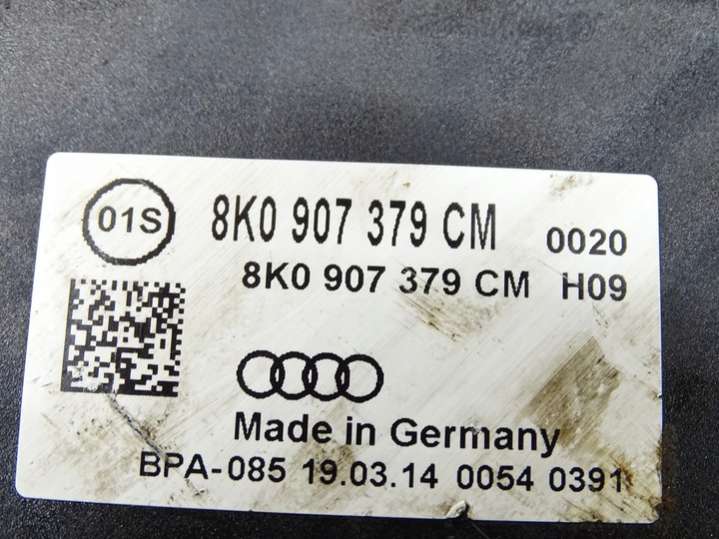 01S 8K0 907 379 CM 0020
8K0 907 379 CM H09
Made in Germany
BPA-085 19.03.14 0054 0391